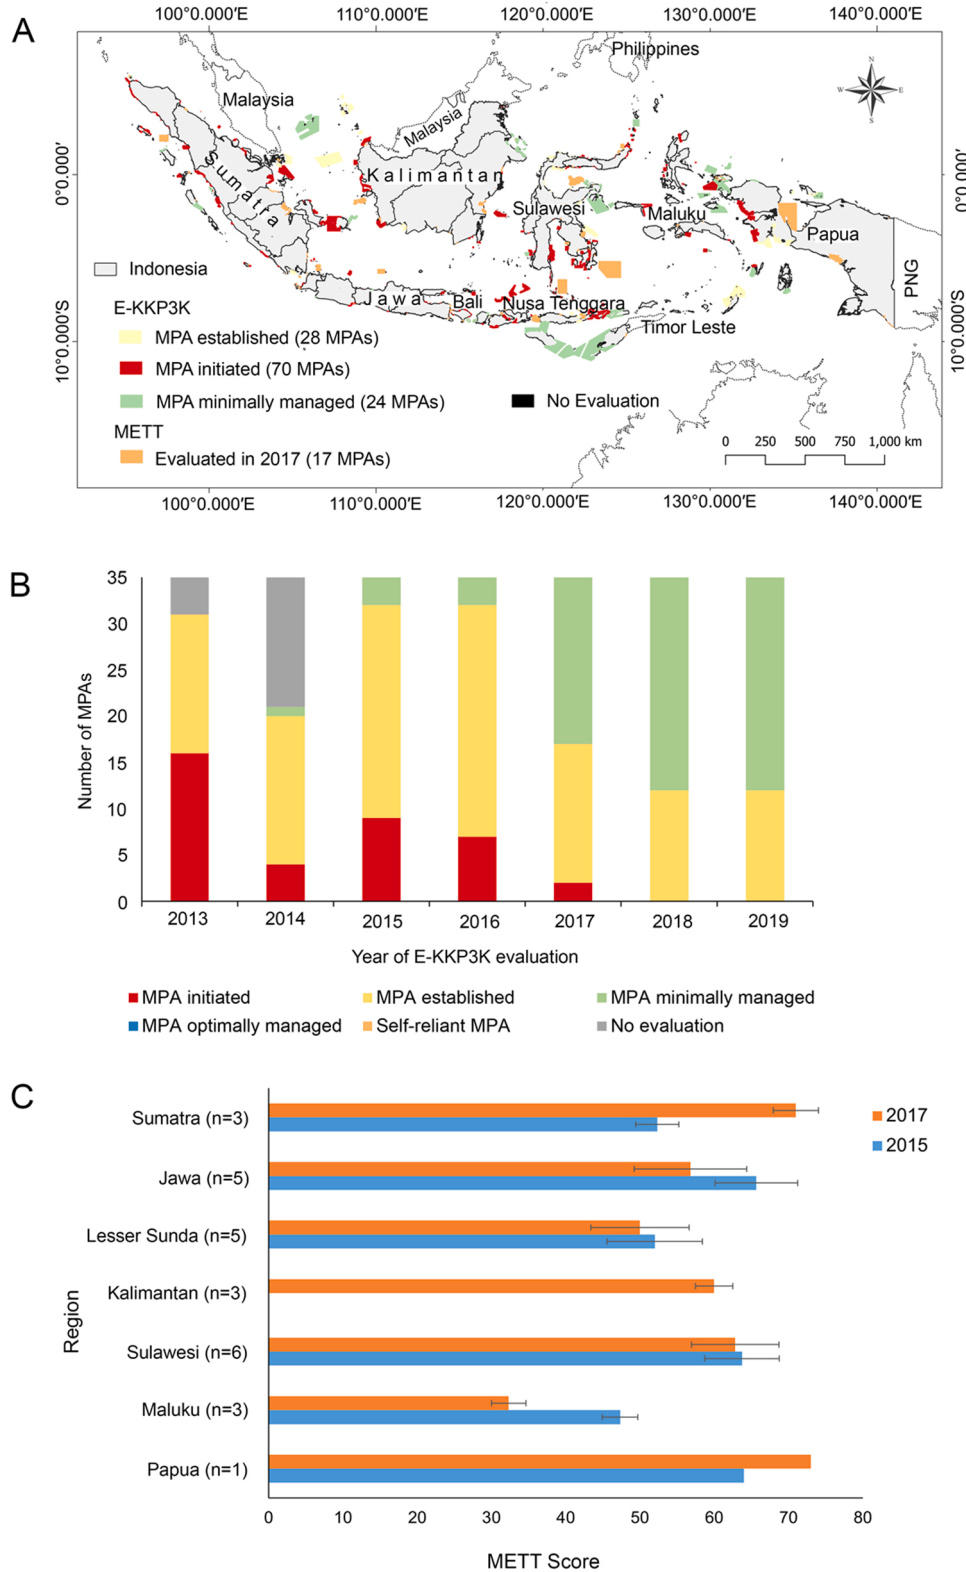 A
100°0.000'E 110°0.000'E 120°0.000'E 130°0.000'E 140°0.000'E
N
W E
S
Philippines
Malaysia
Malaysia
0°0.000'
0°0.000'
Sumatra
Kalimantan
Sulawesi
Maluku
Papua
PNG
Indonesia
Jawa
Bali
Nusa Tenggara
Timor Leste
10°0.000'S
10°0.000'S
E-KKP3K
MPA established (28 MPAs)
MPA initiated (70 MPAs)
MPA minimally managed (24 MPAs)
No Evaluation
METT
Evaluated in 2017 (17 MPAs)
0 250 500 750 1,000 km
100°0.000'E 110°0.000'E 120°0.000'E 130°0.000'E 140°0.000'E
B
Number of MPAs
35
30
25
20
15
10
5
0
2013 2014 2015 2016 2017 2018 2019
Year of E-KKP3K evaluation
MPA initiated MPA established MPA minimally managed
MPA optimally managed Self-reliant MPA No evaluation
C
Region
Sumatra (n=3)
Jawa (n=5)
Lesser Sunda (n=5)
Kalimantan (n=3)
Sulawesi (n=6)
Maluku (n=3)
Papua (n=1)
2017
2015
0 10 20 30 40 50 60 70 80
METT Score